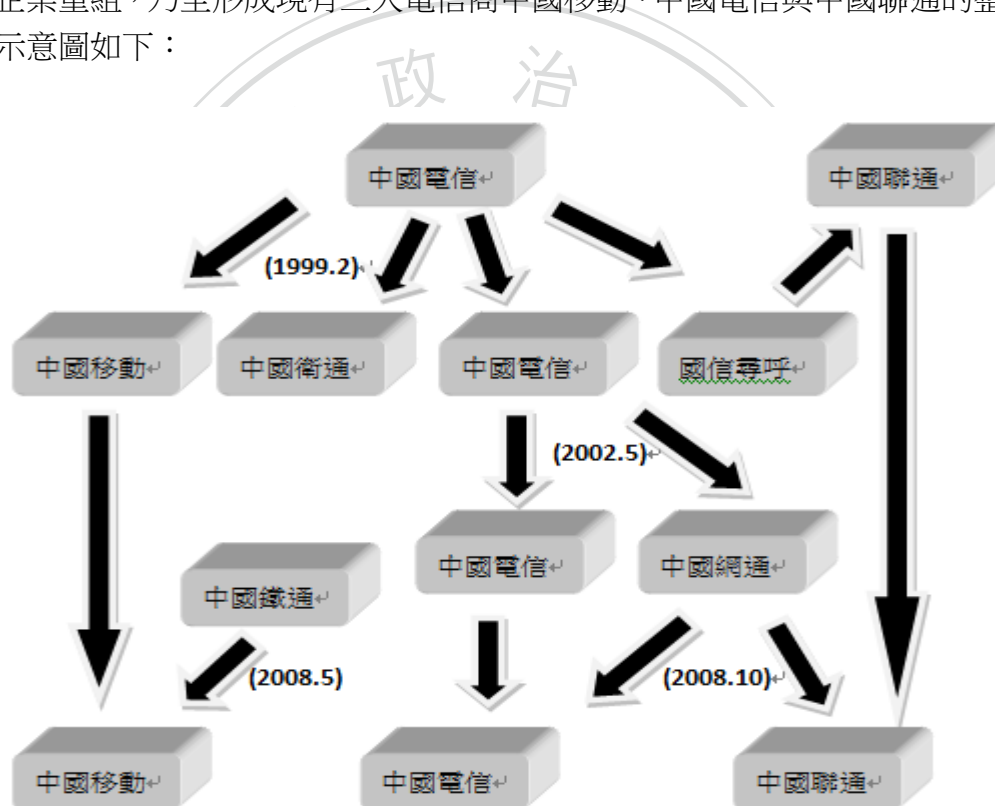 企業重組，乃至形成現有三大電信商中國移動、中國電信與中國聯通的整
示意圖如下：
政 治
中國電信
中國聯通
(1999.2)
中國移動
中國衛通
中國電信
國信尋呼
(2002.5)
中國電信
中國網通
中國鐵通
(2008.5)
(2008.10)
中國移動
中國電信
中國聯通